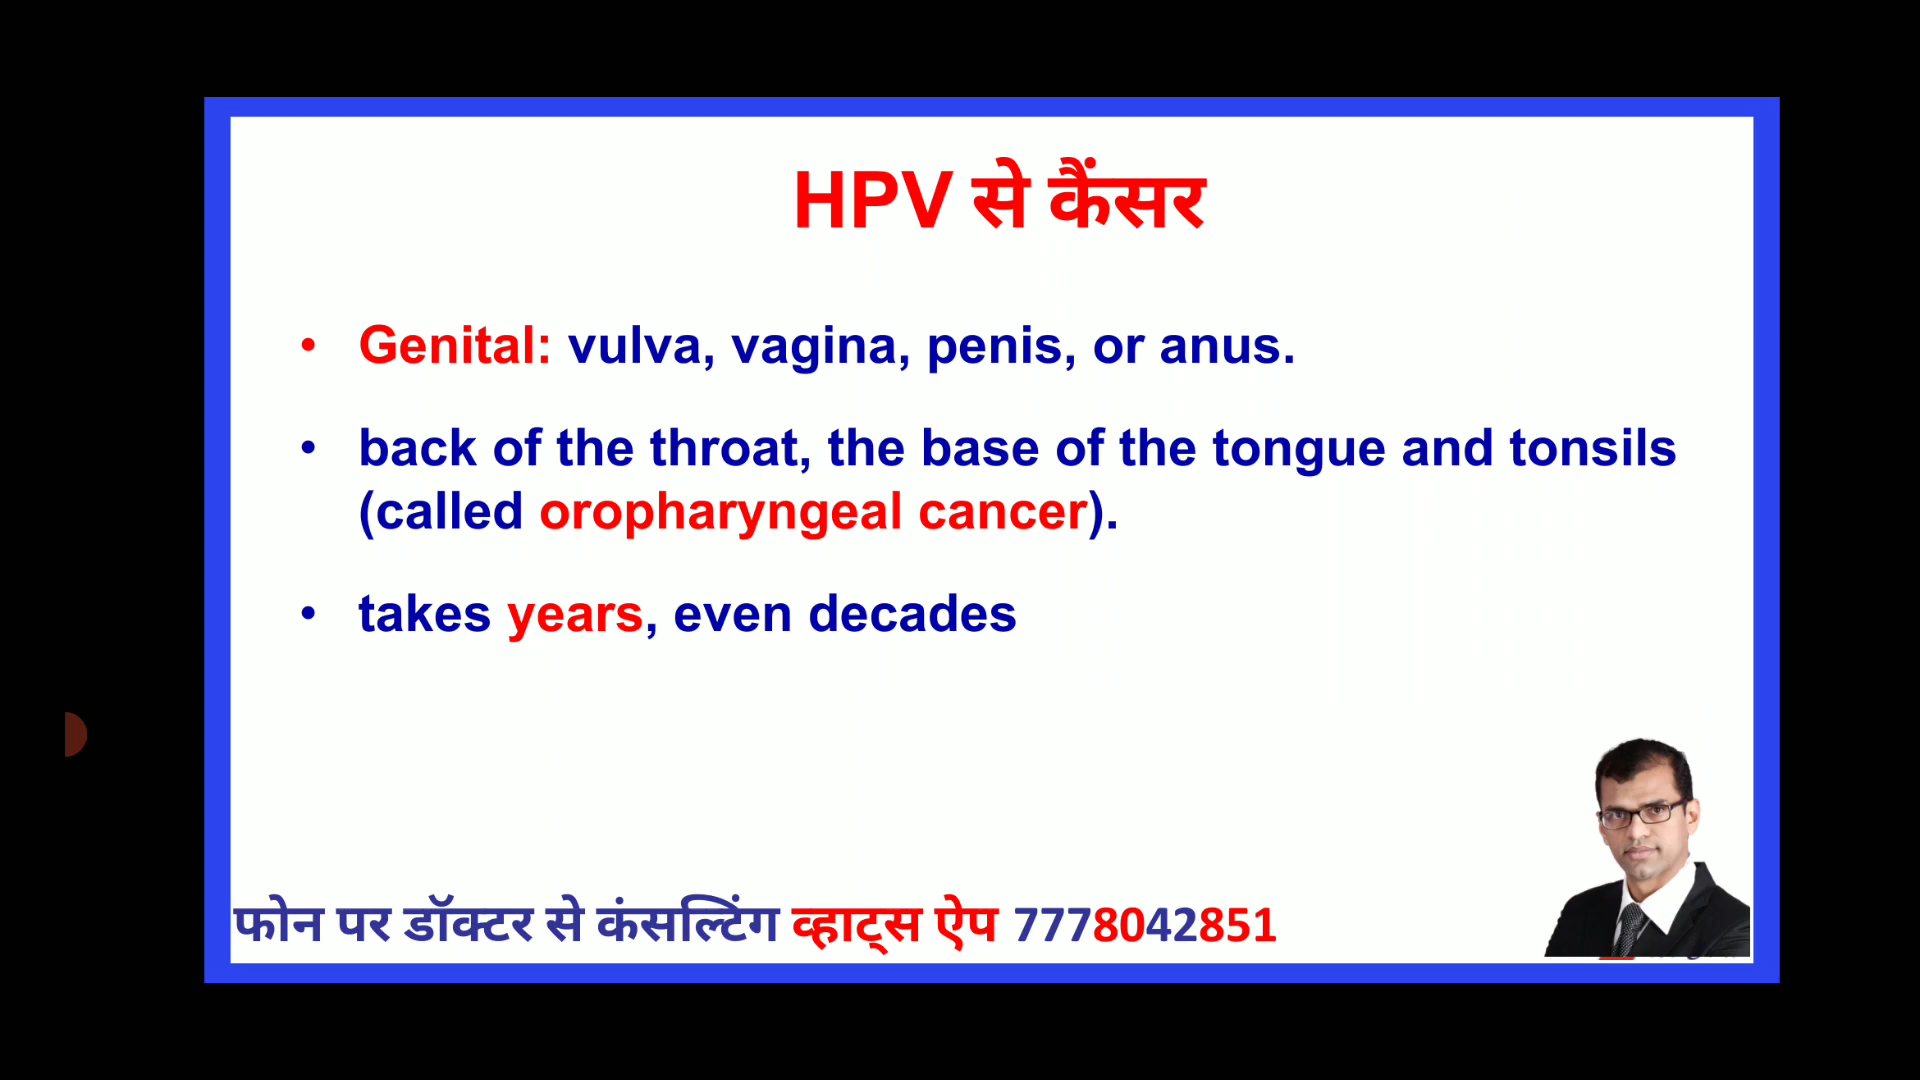 HPV से कैंसर
• Genital: vulva, vagina, penis, or anus.
• back of the throat, the base of the tongue and tonsils
(called oropharyngeal cancer).
• takes years, even decades
फोन पर डॉक्टर से कंसल्टिंग व्हाट्स ऐप 7778042851